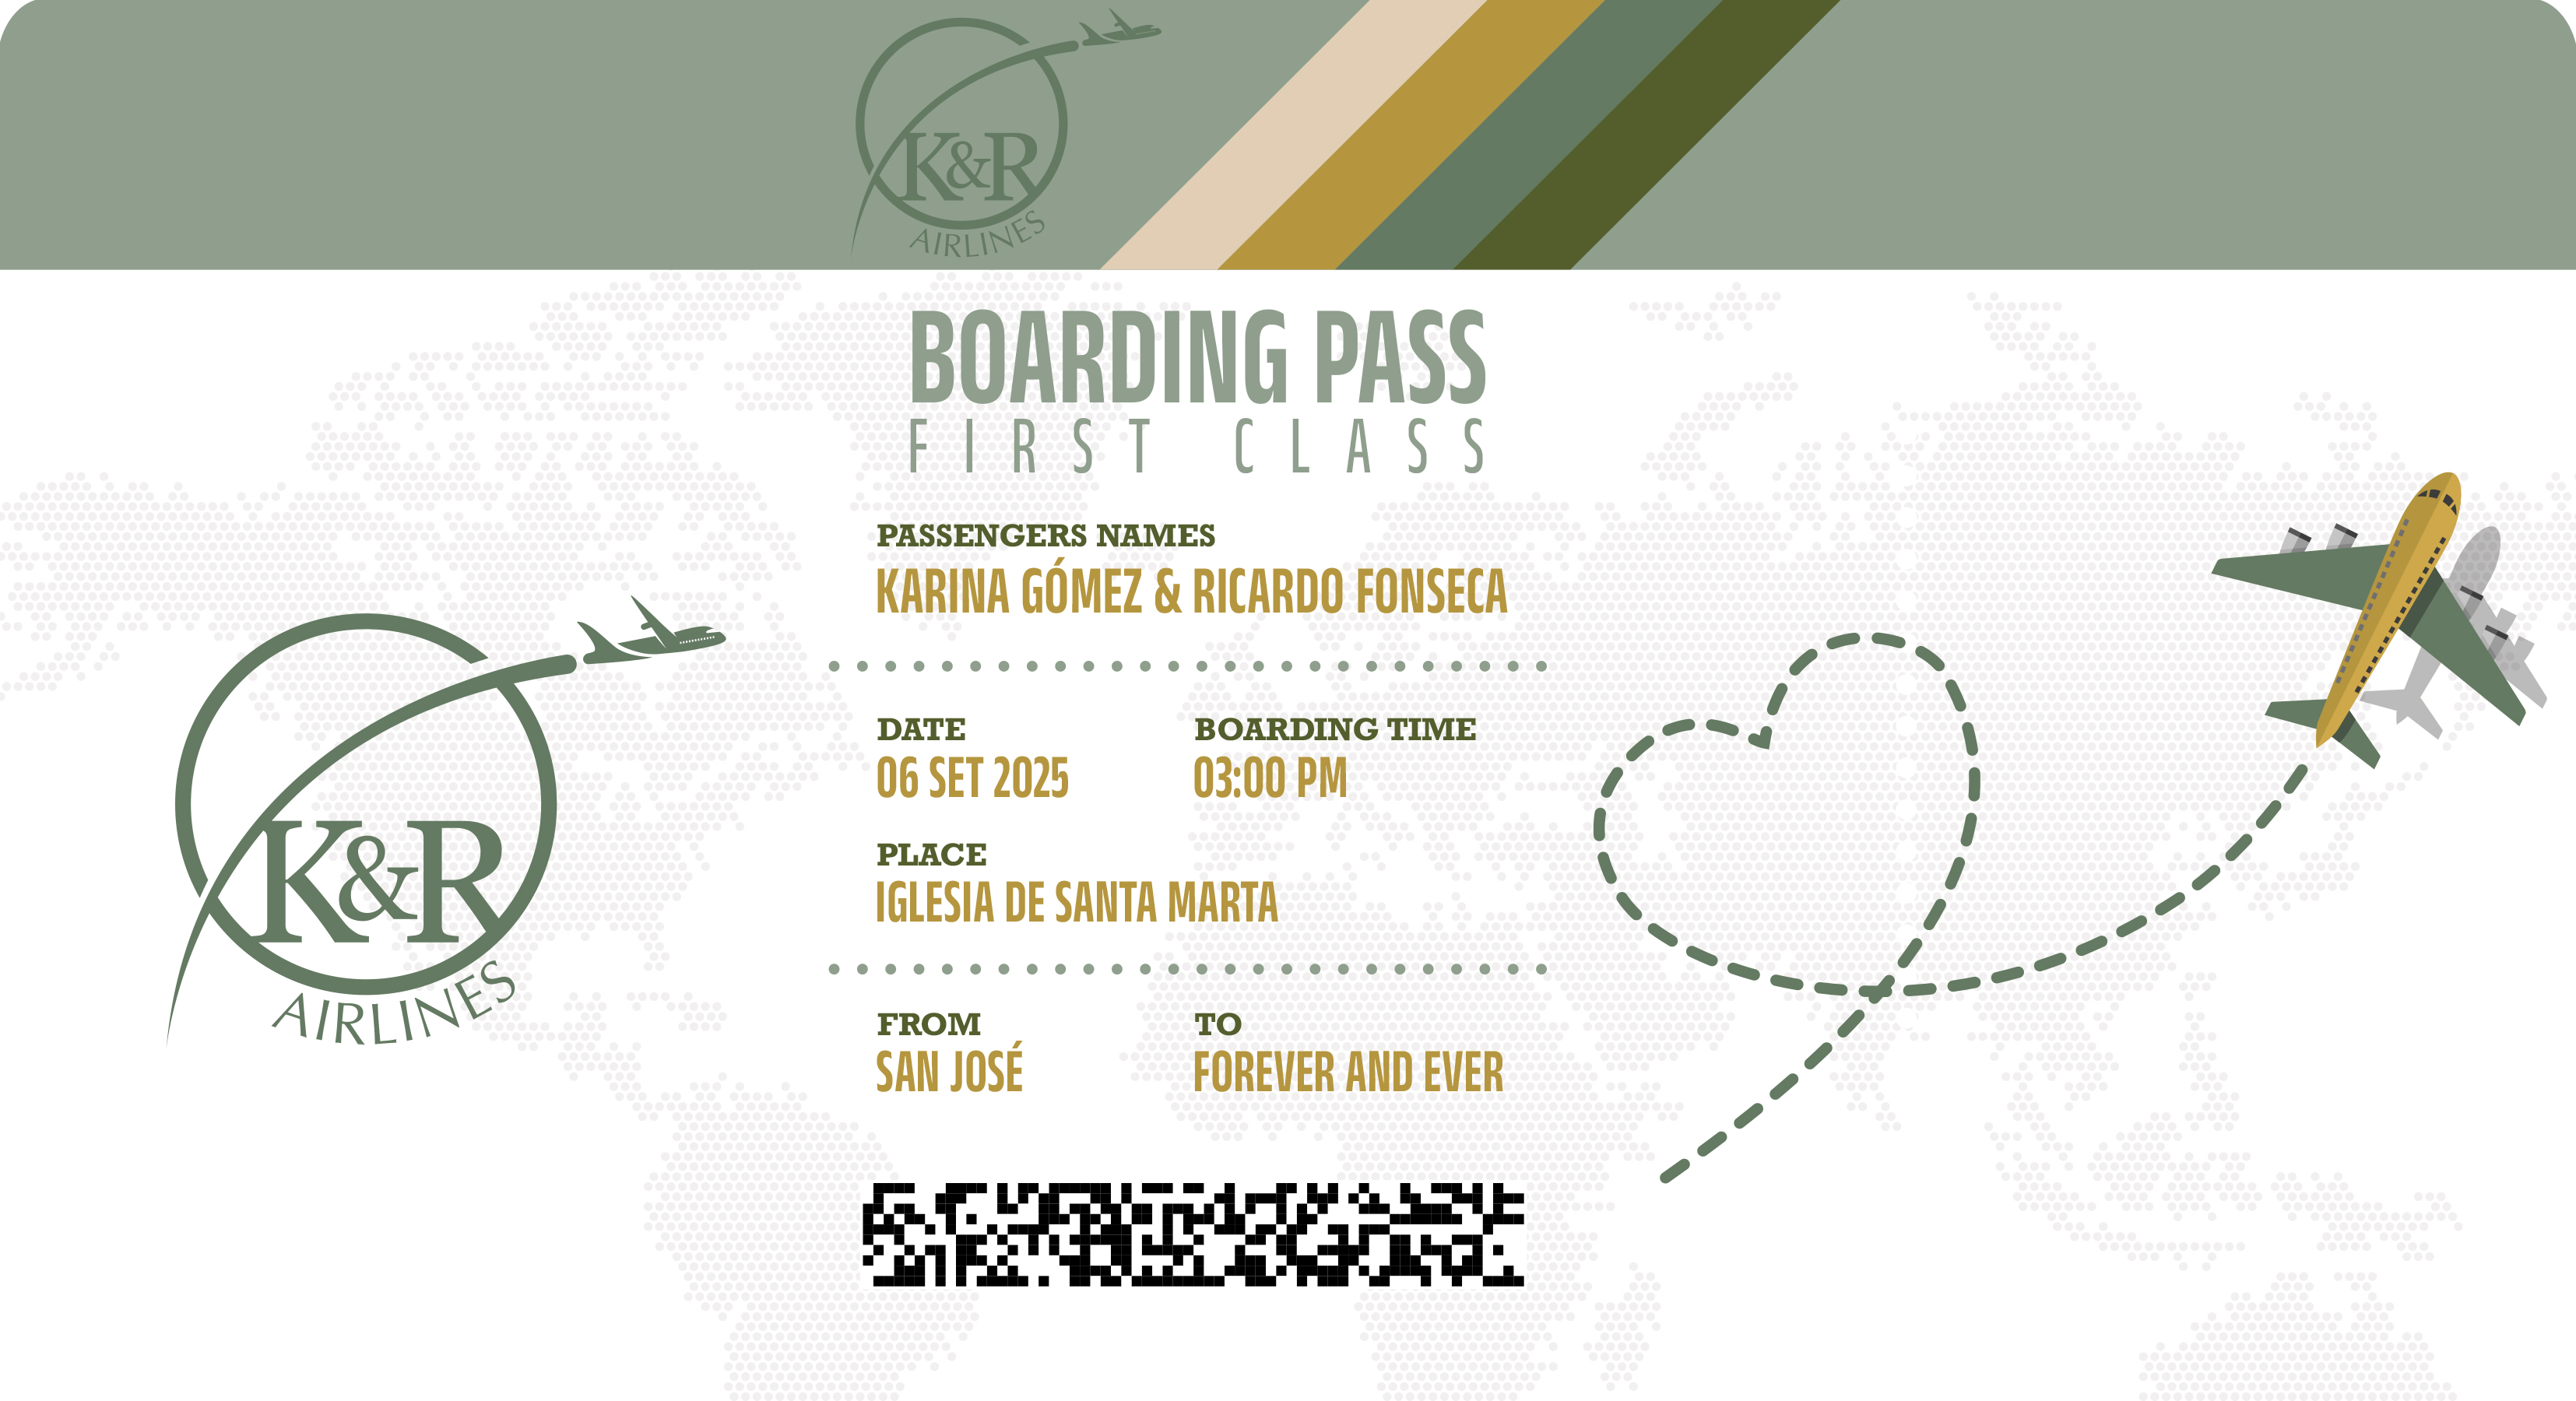 K&R
AIRLINES
BOARDING PASS
FIRST CLASS
PASSENGERS NAMES
KARINA GÓMEZ & RICARDO FONSECA
K&R
AIRLINES
DATE
06 SET 2025
BOARDING TIME
03:00 PM
PLACE
IGLESIA DE SANTA MARTA
FROM
SAN JOSÉ
TO
FOREVER AND EVER